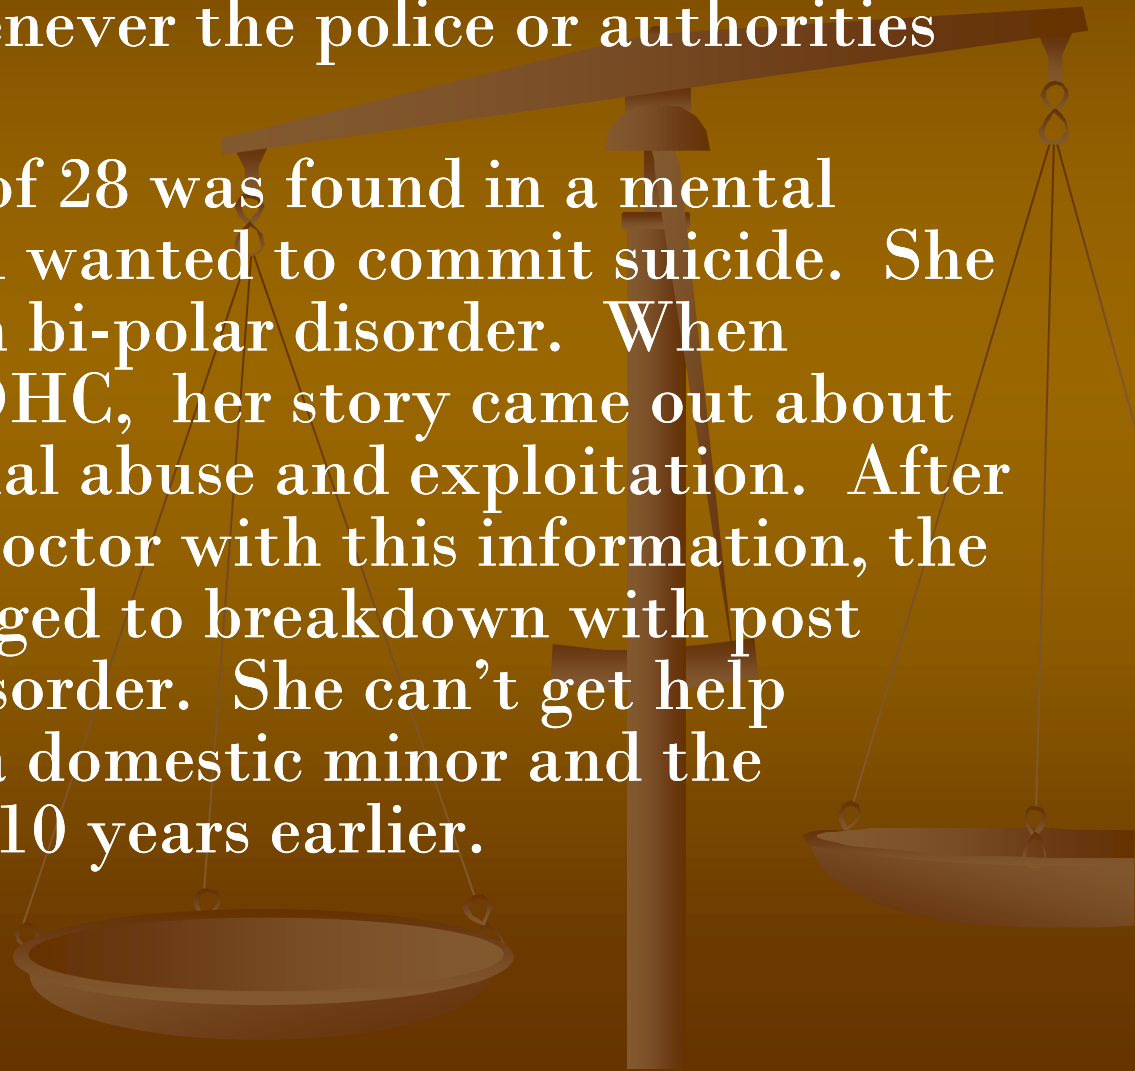 enever the police or authorities
of 28 was found in a mental
wanted to commit suicide.  She
bi-polar disorder.  When
OHC,  her story came out about
al abuse and exploitation.  After
octor with this information, the
ged to breakdown with post
sorder.  She can’t get help
a domestic minor and the
10 years earlier.